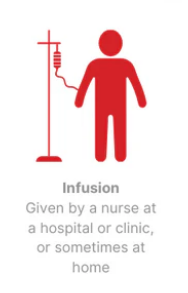 Infusion
Given by a nurse at
a hospital or clinic,
or sometimes at
home